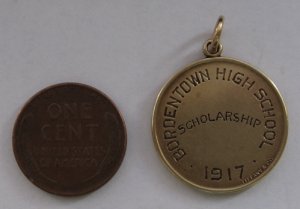 ONE
CENT
UNITED STATES
OF AMERICA
BORDENTOWN HIGH SCHOOL
SCHOLARSHIP
· 1917 ·